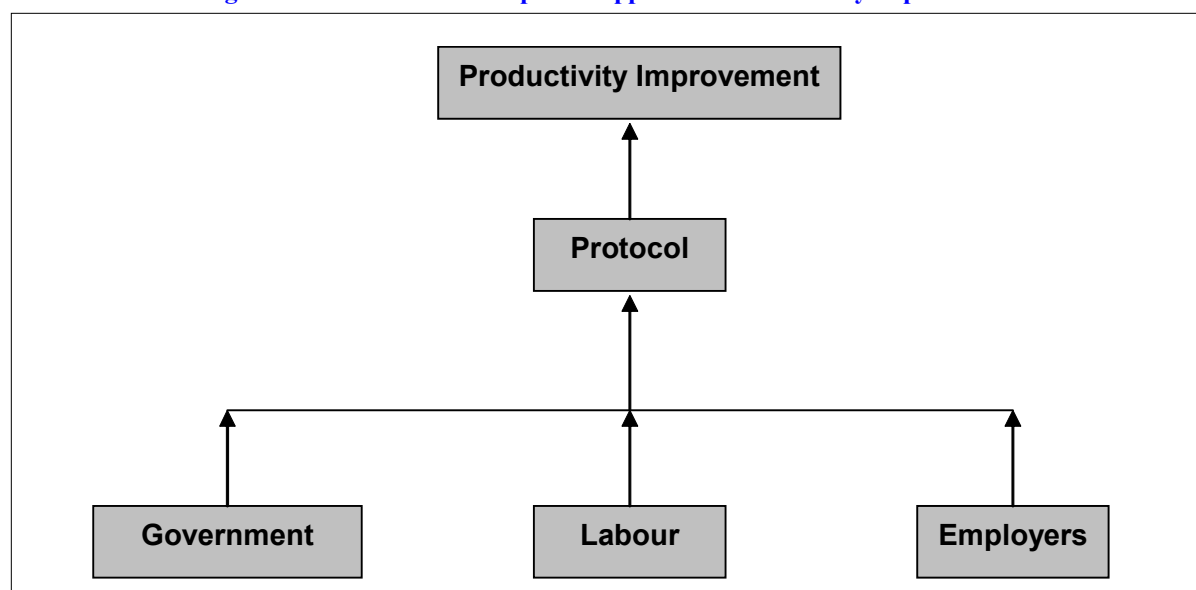 Productivity Improvement
Protocol
Government
Labour
Employers